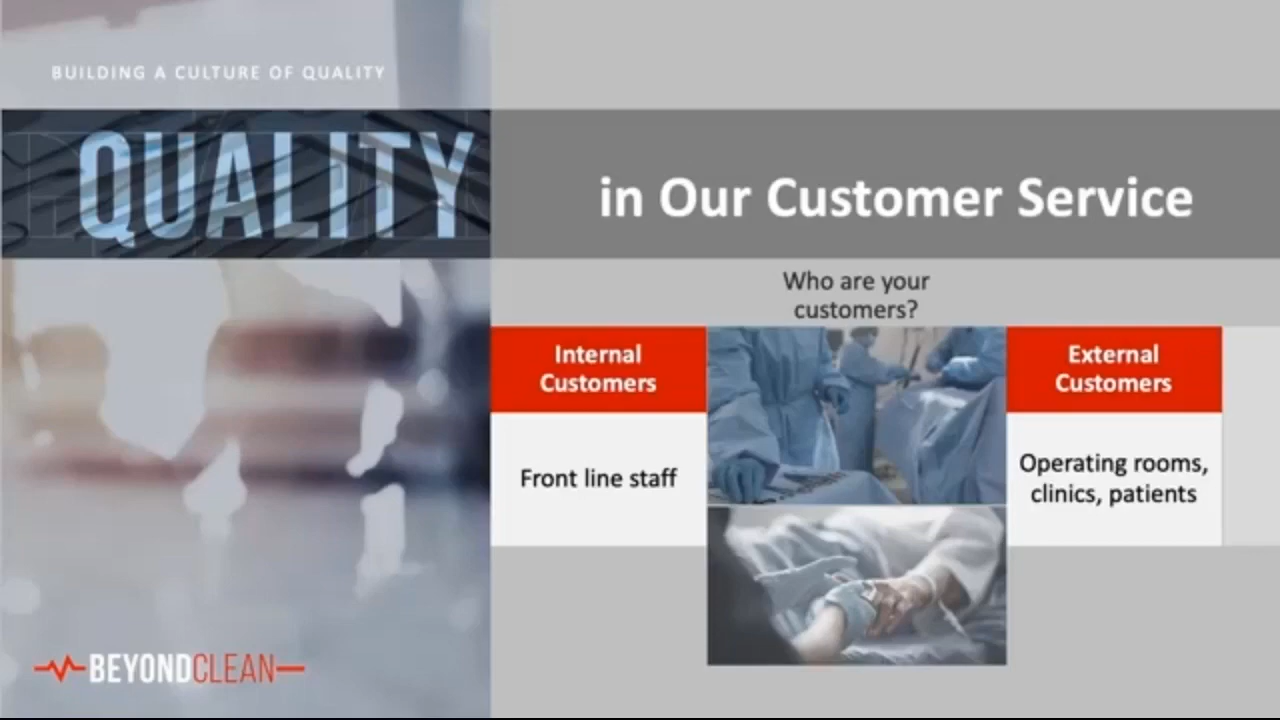 BUILDING A CULTURE OF QUALITY
QUALITY
in Our Customer Service
Who are your
customers?
Internal
Customers
External
Customers
Front line staff
Operating rooms,
clinics, patients
BEYONDCLEAN